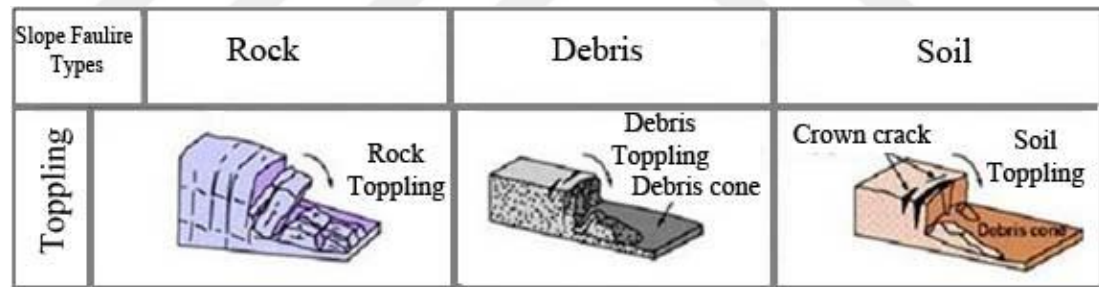 Slope Faulire
Types
Rock
Debris
Soil
Toppling
Rock
Toppling
Debris
Toppling
Debris cone
Crown crack
Soil
Toppling
Debris cone